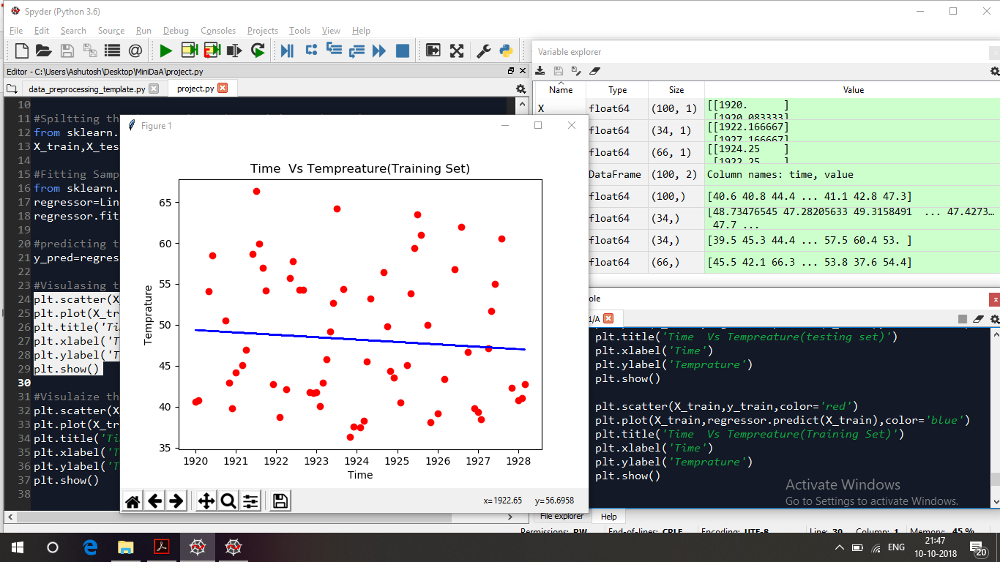 Spyder (Python 3.6)
File Edit Search Source Run Debug Consoles Projects Tools View Help
Editor - C:\Users\Ashutosh\Desktop\MiniDaA\project.py
data_preprocessing_template.py project.py
10
11 #Spiltting th
12 from sklearn.
13 X_train,X_tes
14
15 #Fitting Samp
16 from sklearn.
17 regressor=Lin
18 regressor.fit
19
20 #predicting t
21 y_pred=regres
22
23 #Visulasing t
24 plt.scatter(X
25 plt.plot(X_tr
26 plt.title('Ti
27 plt.xlabel('T
28 plt.ylabel('T
29 plt.show()
30
31 #Visulaize th
32 plt.scatter(X
33 plt.plot(X_tr
34 plt.title('Ti
35 plt.xlabel('T
36 plt.ylabel('T
37 plt.show()
38
Figure 1
Time  Vs Tempreature(Training Set)
65
60
55
50
45
40
35
Temprature
1920 1921 1922 1923 1924 1925 1926 1927 1928
Time
x=1922.65 y=56.6958
Variable explorer
Name Type Size Value
X float64 (100, 1) [[1920. ]
[1920.083333]
float64 (34, 1) [[1922.166667]
[1927.166667]
float64 (66, 1) [[1924.25 ]
[1922.25 ]
DataFrame (100, 2) Column names: time, value
float64 (100,) [40.6 40.8 44.4 ... 41.1 42.8 47.3]
float64 (34,) [48.73476545 47.28205633 49.3158491 ... 47.4273…
47.7 ...
float64 (34,) [39.5 45.3 44.4 ... 57.5 60.4 53. ]
float64 (66,) [45.5 42.1 66.3 ... 53.8 37.6 54.4]
ole
1/A
plt.title('Time  Vs Tempreature(testing set)')
plt.xlabel('Time')
plt.ylabel('Temprature')
plt.show()
plt.scatter(X_train,y_train,color='red')
plt.plot(X_train,regressor.predict(X_train),color='blue')
plt.title('Time  Vs Tempreature(Training Set)')
plt.xlabel('Time')
plt.ylabel('Temprature')
plt.show()
Activate Windows
Go to Settings to activate Windows.
File explorer Help
Permissions: RW End-of-lines: CRLF Encoding: UTF-8 Line: 30 Column: 1 Memory: 45 %
ENG
21:47
10-10-2018
20